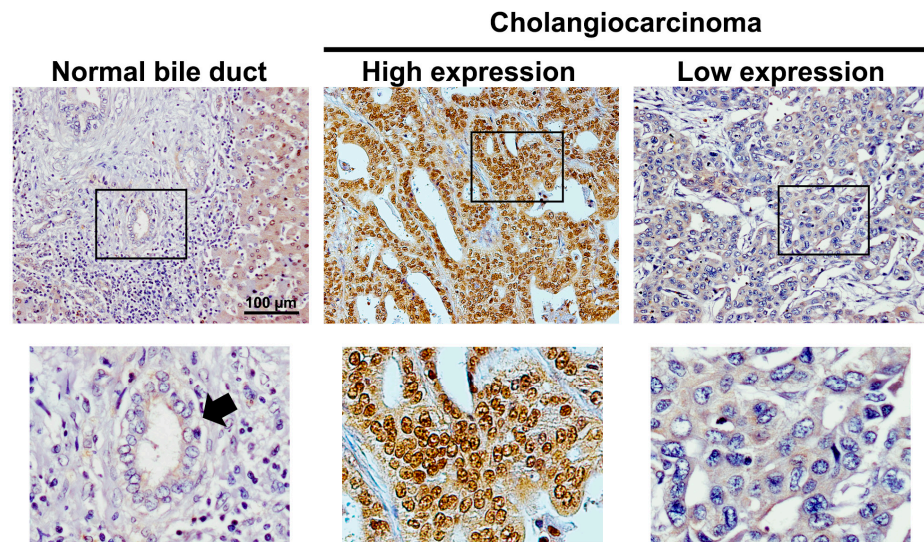 Cholangiocarcinoma
Normal bile duct
High expression
Low expression
100 μm